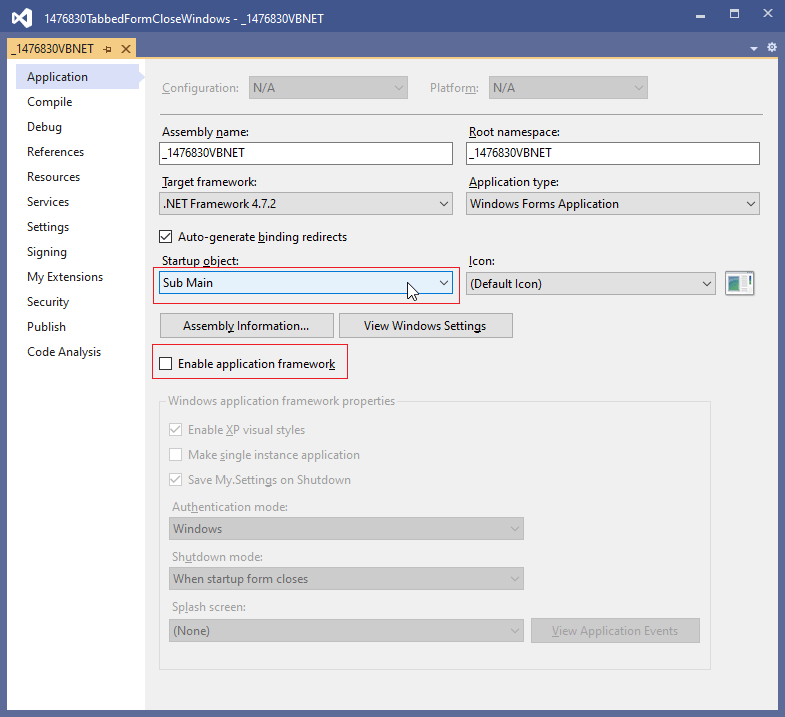 1476830TabbedFormCloseWindows - _1476830VBNET
_1476830VBNET
Application
Compile
Debug
References
Resources
Services
Settings
Signing
My Extensions
Security
Publish
Code Analysis
Configuration: N/A Platform: N/A
Assembly name: Root namespace:
_1476830VBNET _1476830VBNET
Target framework: Application type:
.NET Framework 4.7.2 Windows Forms Application
Auto-generate binding redirects
Startup object: Icon:
Sub Main (Default Icon)
Assembly Information... View Windows Settings
Enable application framework
Windows application framework properties
Enable XP visual styles
Make single instance application
Save My.Settings on Shutdown
Authentication mode:
Windows
Shutdown mode:
When startup form closes
Splash screen:
(None) View Application Events